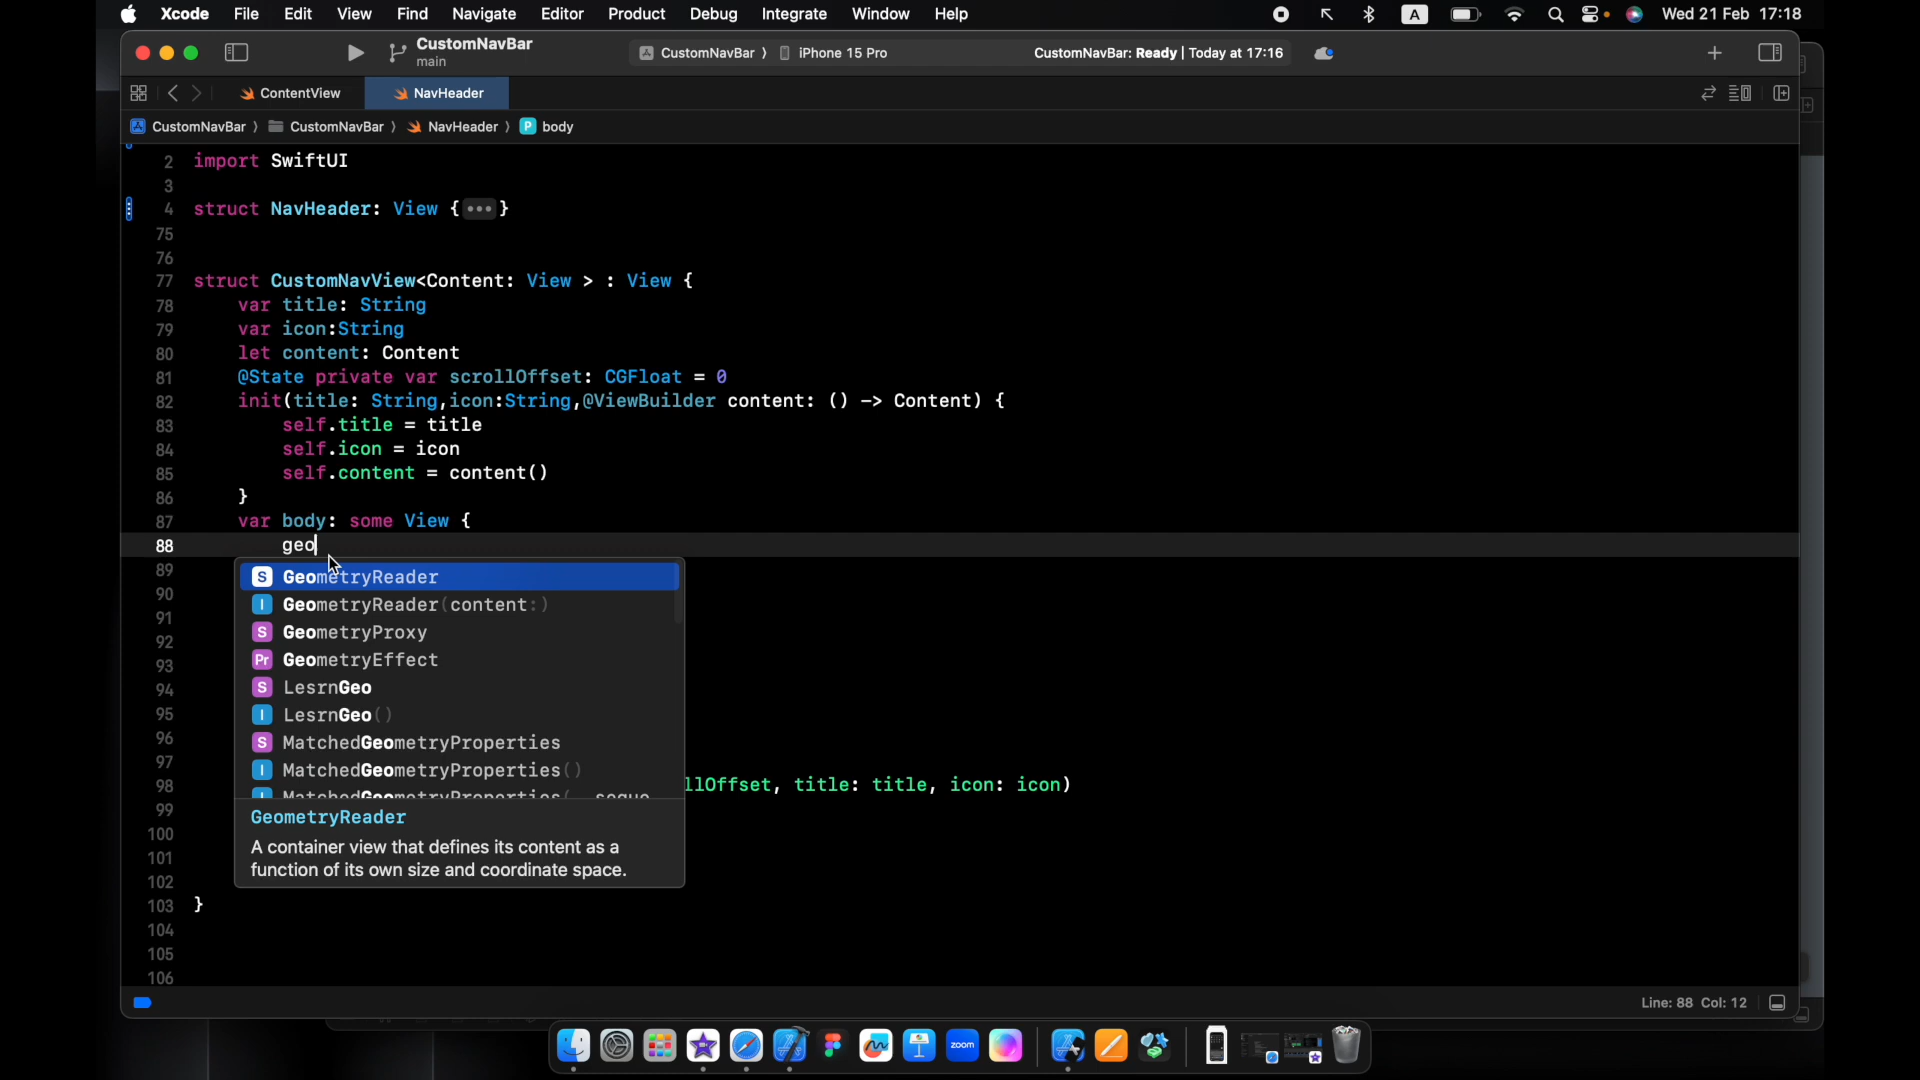 Xcode File Edit View Find Navigate Editor Product Debug Integrate Window Help A Wed 21 Feb 17:18
CustomNavBar
main
CustomNavBar 〉 iPhone 15 Pro
CustomNavBar: Ready | Today at 17:16
ContentView NavHeader
CustomNavBar 〉 CustomNavBar 〉 NavHeader 〉 P body
2 import SwiftUI
3
4 struct NavHeader: View {•••}
75
76
77 struct CustomNavView<Content: View > : View {
78 var title: String
79 var icon:String
80 let content: Content
81 @State private var scrollOffset: CGFloat = 0
82 init(title: String,icon:String,@ViewBuilder content: () -> Content) {
83 self.title = title
84 self.icon = icon
85 self.content = content()
86 }
87 var body: some View {
88 geo
89
90
91
92
93
94
95
96
97
98 llOffset, title: title, icon: icon)
99
100
101
102
103 }
104
105
106
S GeometryReader
I GeometryReader(content:)
S GeometryProxy
Pr GeometryEffect
S LesrnGeo
I LesrnGeo()
S MatchedGeometryProperties
I MatchedGeometryProperties()
GeometryReader
A container view that defines its content as a
function of its own size and coordinate space.
Line: 88 Col: 12
zoom